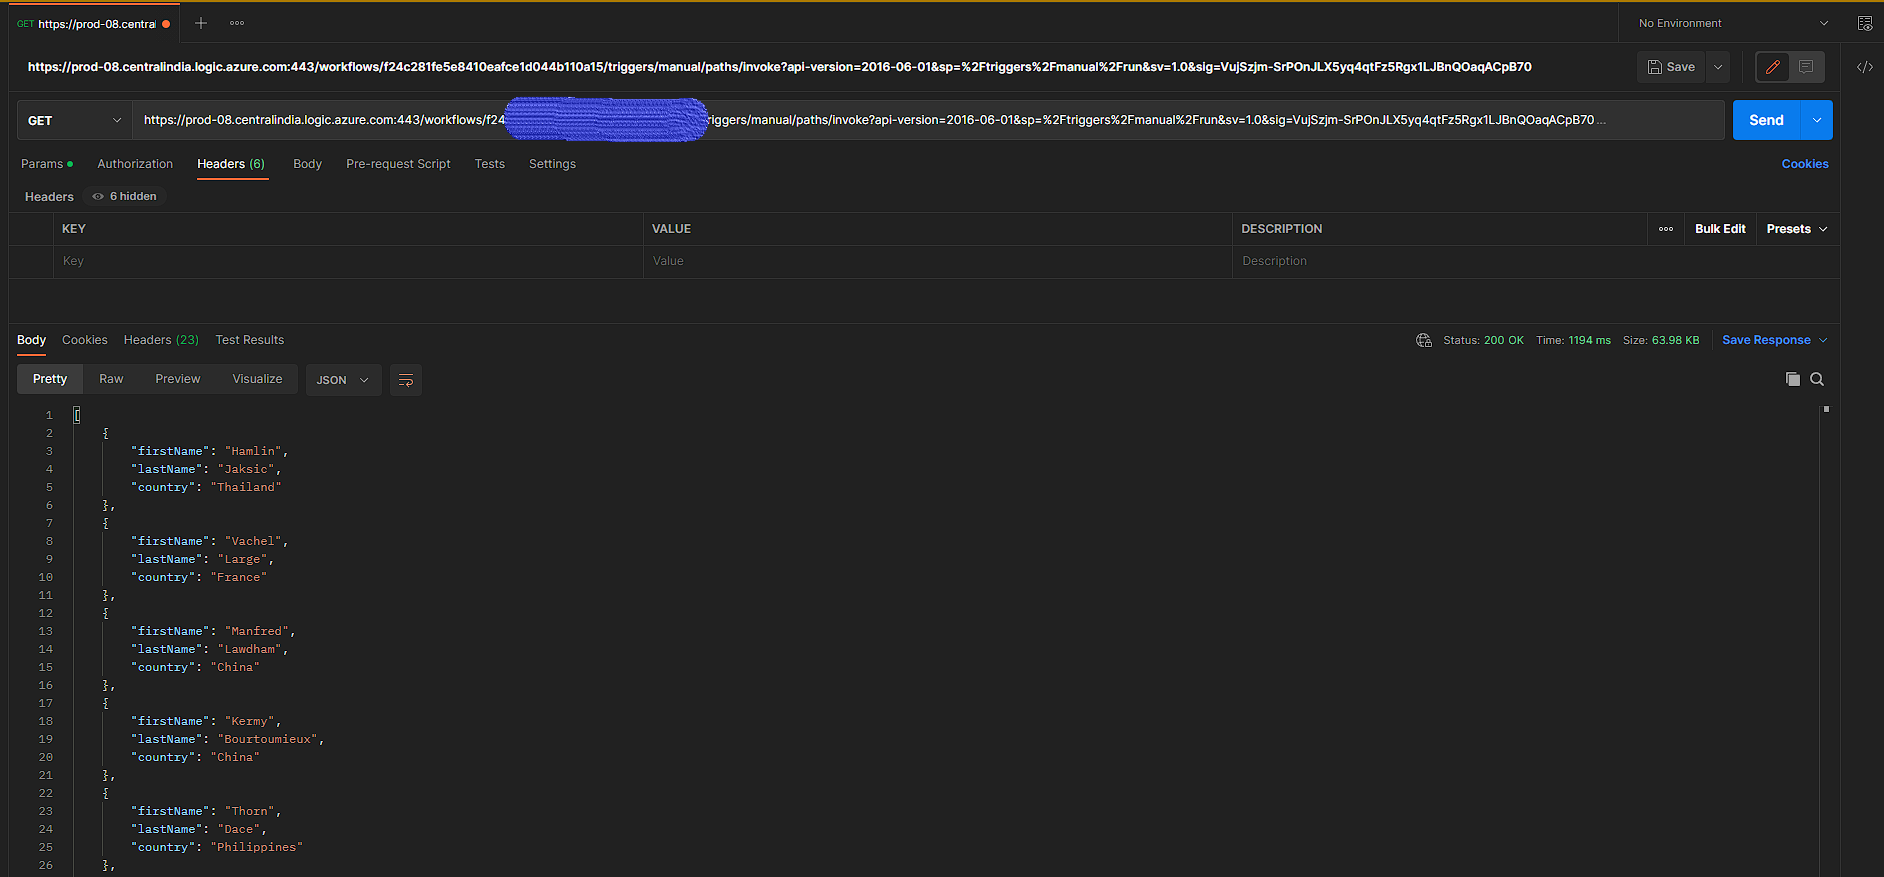 GET https://prod-08.centra
No Environment
https://prod-08.centralindia.logic.azure.com:443/workflows/f24c281fe5e8410eafce1d044b110a15/triggers/manual/paths/invoke?api-version=2016-06-01&sp=%2Ftriggers%2Fmanual%2Frun&sv=1.0&sig=VujSzjm-SrPOnJLX5yq4qtFz5Rgx1LJBnQOaqACpB70
Save
GET
https://prod-08.centralindia.logic.azure.com:443/workflows/f24
riggers/manual/paths/invoke?api-version=2016-06-01&sp=%2Ftriggers%2Fmanual%2Frun&sv=1.0&sig=VujSzjm-SrPOnJLX5yq4qtFz5Rgx1LJBnQOaqACpB70...
Send
Params Authorization Headers (6) Body Pre-request Script Tests Settings Cookies
Headers 6 hidden
KEY VALUE DESCRIPTION Bulk Edit Presets
Key Value Description
Body Cookies Headers (23) Test Results Status: 200 OK Time: 1194 ms Size: 63.98 KB Save Response
Pretty Raw Preview Visualize JSON
1 [
2 {
3 "firstName": "Hamlin",
4 "lastName": "Jaksic",
5 "country": "Thailand"
6 },
7 {
8 "firstName": "Vachel",
9 "lastName": "Large",
10 "country": "France"
11 },
12 {
13 "firstName": "Manfred",
14 "lastName": "Lawdham",
15 "country": "China"
16 },
17 {
18 "firstName": "Kermy",
19 "lastName": "Bourtoumieux",
20 "country": "China"
21 },
22 {
23 "firstName": "Thorn",
24 "lastName": "Dace",
25 "country": "Philippines"
26 },